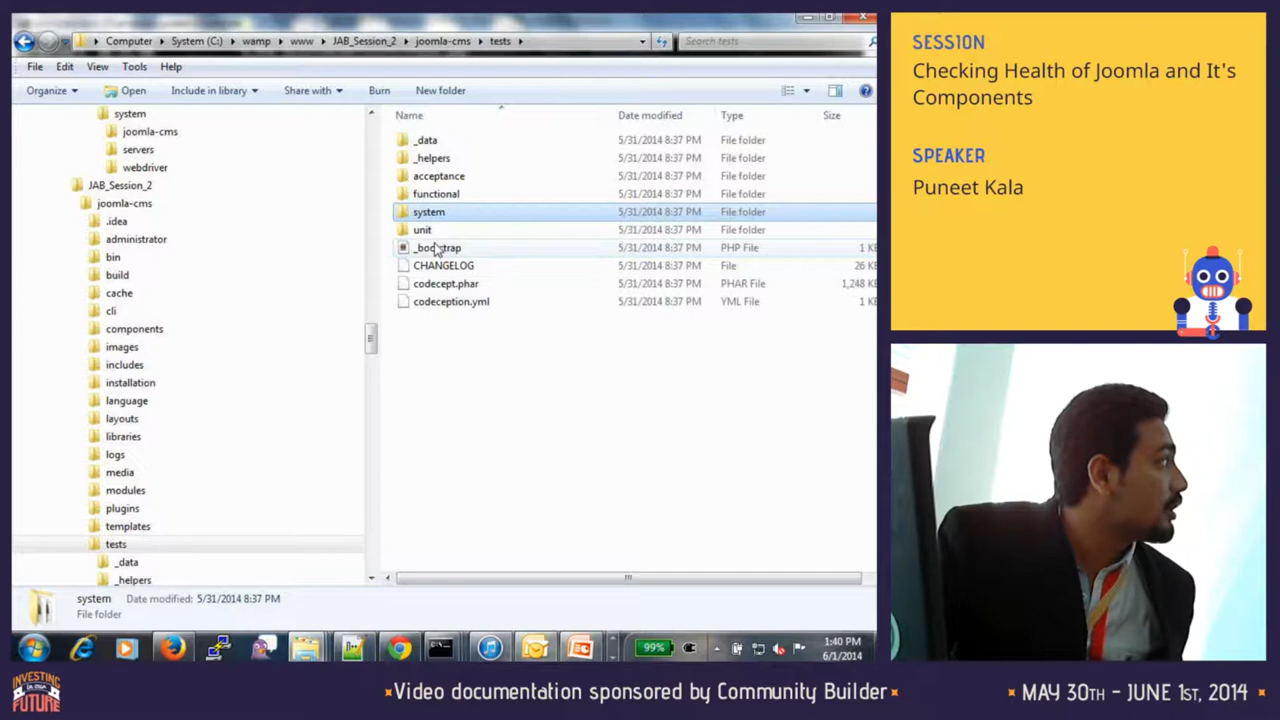 Computer
System (C:)
wamp
www
JAB_Session_2
joomla-cms
tests
Search tests
File
Edit
View
Tools
Help
Organize
Open
Include in library
Share with
Burn
New folder
system
joomla-cms
servers
webdriver
JAB_Session_2
joomla-cms
.idea
administrator
bin
build
cache
cli
components
images
includes
installation
language
layouts
libraries
logs
media
modules
plugins
templates
tests
_data
_helpers
Name Date modified Type Size
_data 5/31/2014 8:37 PM File folder
_helpers 5/31/2014 8:37 PM File folder
acceptance 5/31/2014 8:37 PM File folder
functional 5/31/2014 8:37 PM File folder
system 5/31/2014 8:37 PM File folder
unit 5/31/2014 8:37 PM File folder
_bootstrap 5/31/2014 8:37 PM PHP File 1 KB
CHANGELOG 5/31/2014 8:37 PM File 26 KB
codecept.phar 5/31/2014 8:37 PM PHAR File 1,248 KB
codeception.yml 5/31/2014 8:37 PM YML File 1 KB
system Date modified: 5/31/2014 8:37 PM
File folder
99%
1:40 PM
6/1/2014
SESSION
Checking Health of Joomla and It's
Components
SPEAKER
Puneet Kala
INVESTING
IN OUR
FUTURE
Video documentation sponsored by Community Builder
MAY 30TH - JUNE 1ST, 2014